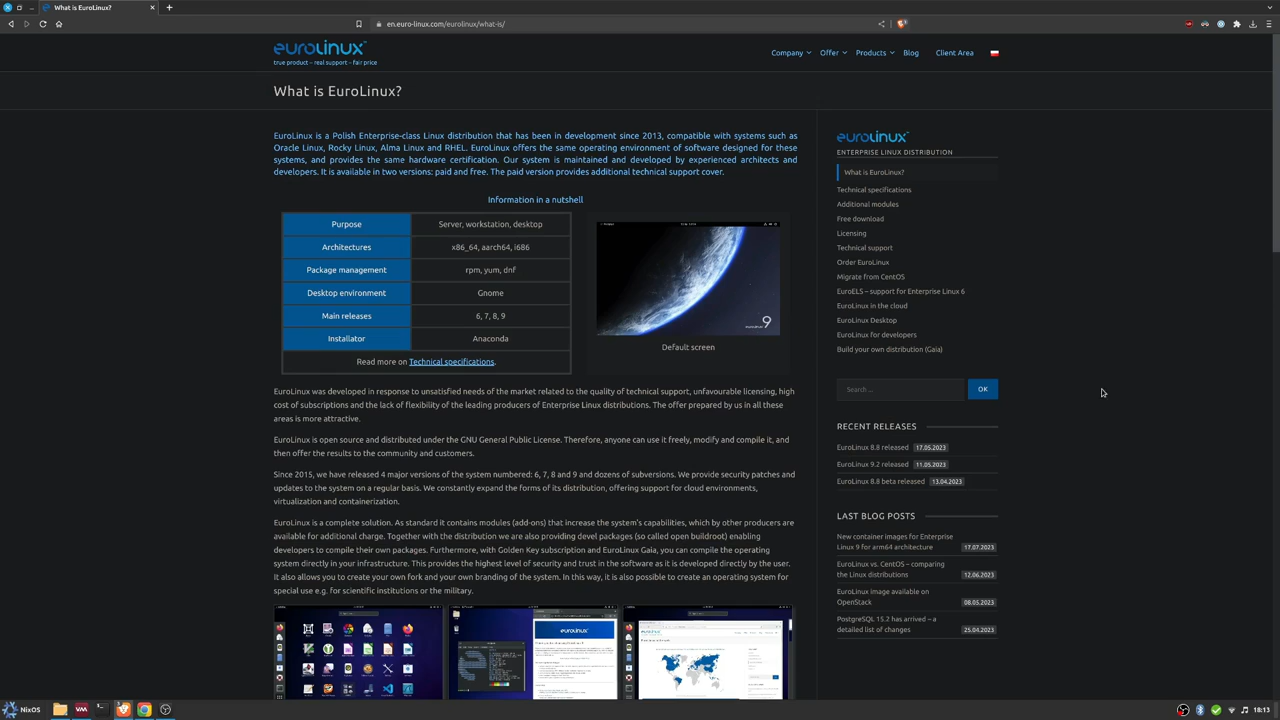 What is EuroLinux?
en.euro-linux.com/eurolinux/what-is/
eurolinux
true product – real support – fair price
Company
Offer
Products
Blog
Client Area
What is EuroLinux?
EuroLinux is a Polish Enterprise-class Linux distribution that has been in development since 2013, compatible with systems such as
Oracle Linux, Rocky Linux, Alma Linux and RHEL. EuroLinux offers the same operating environment of software designed for these
systems, and provides the same hardware certification. Our system is maintained and developed by experienced architects and
developers. It is available in two versions: paid and free. The paid version provides additional technical support cover.
Information in a nutshell
Purpose
Server, workstation, desktop
Architectures
x86_64, aarch64, i686
Package management
rpm, yum, dnf
Desktop environment
Gnome
Main releases
6, 7, 8, 9
Installator
Anaconda
Read more on Technical specifications.
eurolinux 9
Default screen
EuroLinux was developed in response to unsatisfied needs of the market related to the quality of technical support, unfavourable licensing, high
cost of subscriptions and the lack of flexibility of the leading producers of Enterprise Linux distributions. The offer prepared by us in all these
areas is more attractive.
EuroLinux is open source and distributed under the GNU General Public License. Therefore, anyone can use it freely, modify and compile it, and
then offer the results to the community and customers.
Since 2015, we have released 4 major versions of the system numbered: 6, 7, 8 and 9 and dozens of subversions. We provide security patches and
updates to the system on a regular basis. We constantly expand the forms of its distribution, offering support for cloud environments,
virtualization and containerization.
EuroLinux is a complete solution. As standard it contains modules (add-ons) that increase the system's capabilities, which by other producers are
available for additional charge. Together with the distribution we are also providing devel packages (so called open buildroot) enabling
developers to compile their own packages. Furthermore, with Golden Key subscription and EuroLinux Gaia, you can compile the operating
system directly in your infrastructure. This provides the highest level of security and trust in the software as it is developed directly by the user.
It also allows you to create your own fork and your own branding of the system. In this way, it is also possible to create an operating system for
special use e.g. for scientific institutions or the military.
eurolinux
eurolinux
ENTERPRISE LINUX DISTRIBUTION
What is EuroLinux?
Technical specifications
Additional modules
Free download
Licensing
Technical support
Order EuroLinux
Migrate from CentOS
EuroELS – support for Enterprise Linux 6
EuroLinux in the cloud
EuroLinux Desktop
EuroLinux for developers
Build your own distribution (Gaia)
Search ...
OK
RECENT RELEASES
EuroLinux 8.8 released 17.05.2023
EuroLinux 9.2 released 11.05.2023
EuroLinux 8.8 beta released 13.04.2023
LAST BLOG POSTS
New container images for Enterprise
Linux 9 for arm64 architecture 17.07.2023
EuroLinux vs. CentOS – comparing
the Linux distributions 12.06.2023
EuroLinux image available on
OpenStack 08.05.2023
PostgreSQL 15.2 has arrived – a
detailed list of changes 25.04.2023
18:13